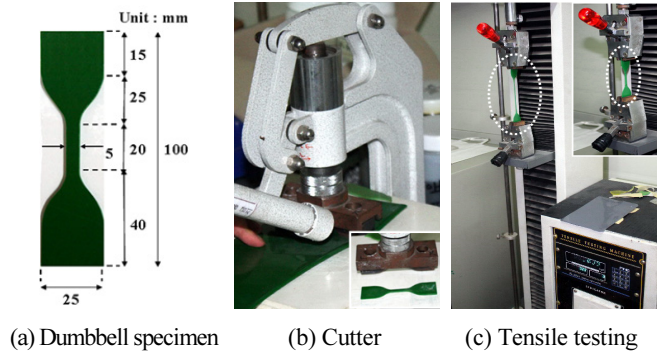 Unit : mm
15
25
20
5
100
40
25
TENSILE TESTING MACHINE
(a) Dumbbell specimen
(b) Cutter
(c) Tensile testing